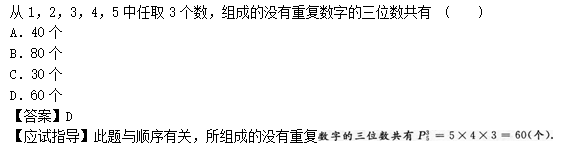 从 1，2，3，4，5中任取 3 个数，组成的没有重复数字的三位数共有 （  ）
A．40 个
B．80 个
C．30 个
D．60 个
【答案】D
【应试指导】此题与顺序有关，所组成的没有重复数字的三位数共有 P₅³ = 5×4×3 = 60(个).